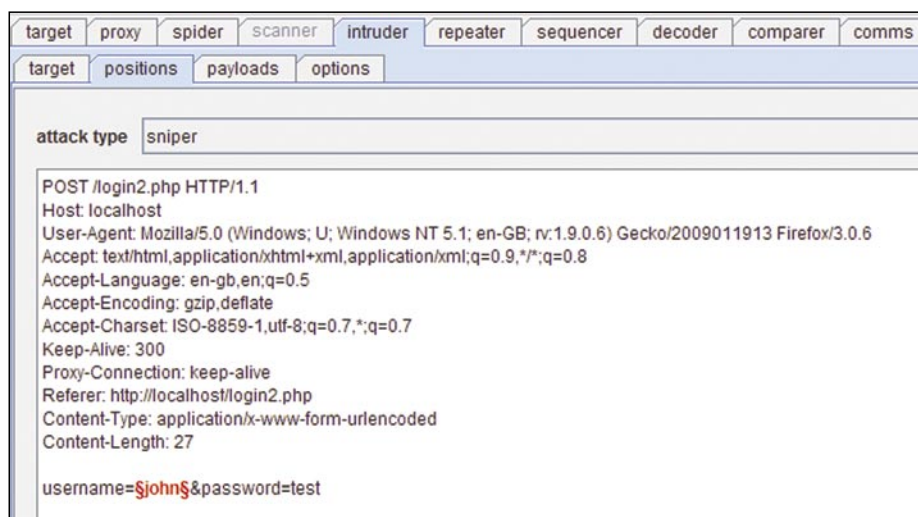 target proxy spider scanner intruder repeater sequencer decoder comparer comms
target positions payloads options
attack type sniper
POST /login2.php HTTP/1.1
Host: localhost
User-Agent: Mozilla/5.0 (Windows; U; Windows NT 5.1; en-GB; rv:1.9.0.6) Gecko/2009011913 Firefox/3.0.6
Accept: text/html,application/xhtml+xml,application/xml;q=0.9,*/*;q=0.8
Accept-Language: en-gb,en;q=0.5
Accept-Encoding: gzip,deflate
Accept-Charset: ISO-8859-1,utf-8;q=0.7,*;q=0.7
Keep-Alive: 300
Proxy-Connection: keep-alive
Referer: http://localhost/login2.php
Content-Type: application/x-www-form-urlencoded
Content-Length: 27
username=§john§&password=test